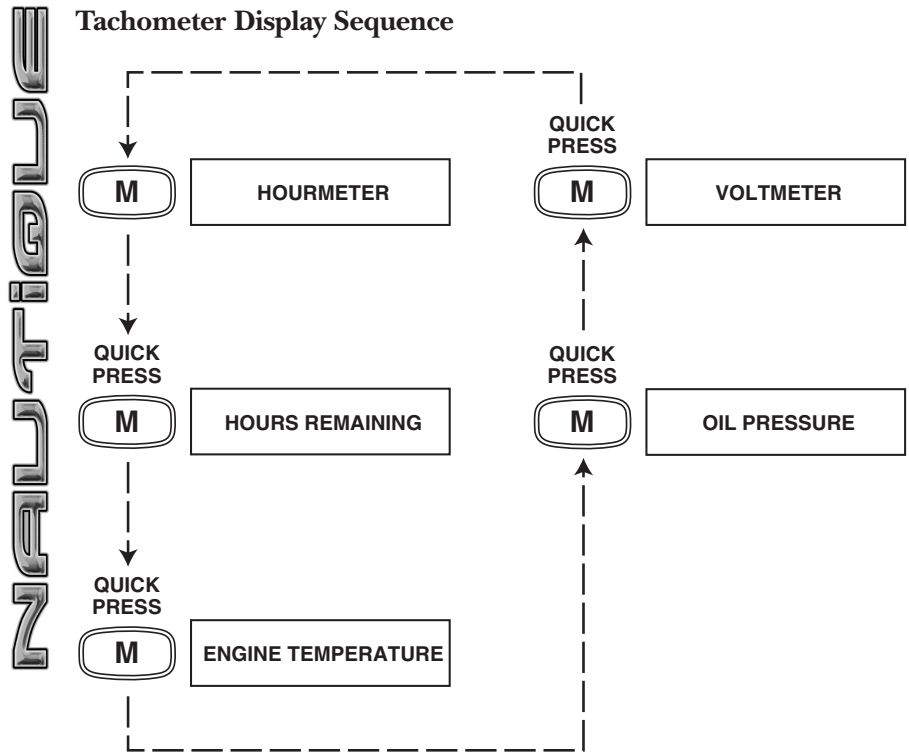 NAUTIQUE
Tachometer Display Sequence
M
HOURMETER
QUICK
PRESS
M
HOURS REMAINING
QUICK
PRESS
M
ENGINE TEMPERATURE
QUICK
PRESS
M
OIL PRESSURE
QUICK
PRESS
M
VOLTMETER